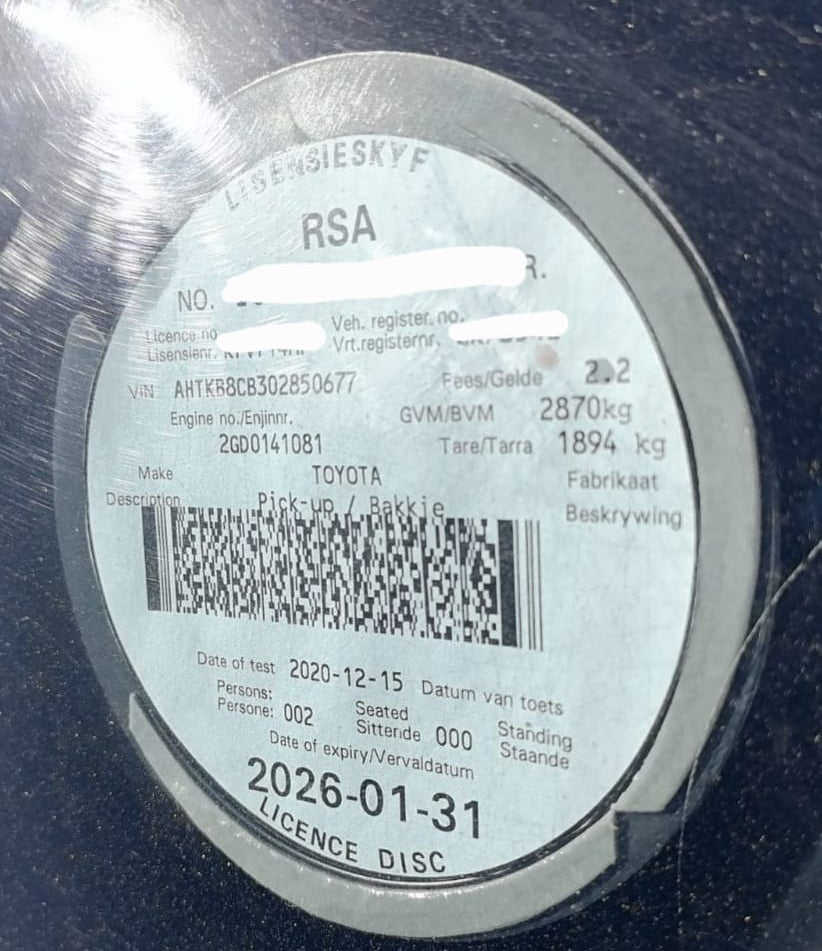 LISENSIESKYF
RSA
NO. R.
Licence no. Veh. register. no.
Lisensienr. Vrt.registernr.
VIN AHTKB8CB302850677 Fees/Gelde 2.2
Engine no./Enjinnr. GVM/BVM 2870kg
2GD0141081 Tare/Tarra 1894 kg
Make TOYOTA Fabrikaat
Description Pick-up / Bakkie Beskrywing
Date of test 2020-12-15 Datum van toets
Persons: Seated Standing
Persone: 002 Sittende 000 Staande
Date of expiry/Vervaldatum
2026-01-31
LICENCE DISC